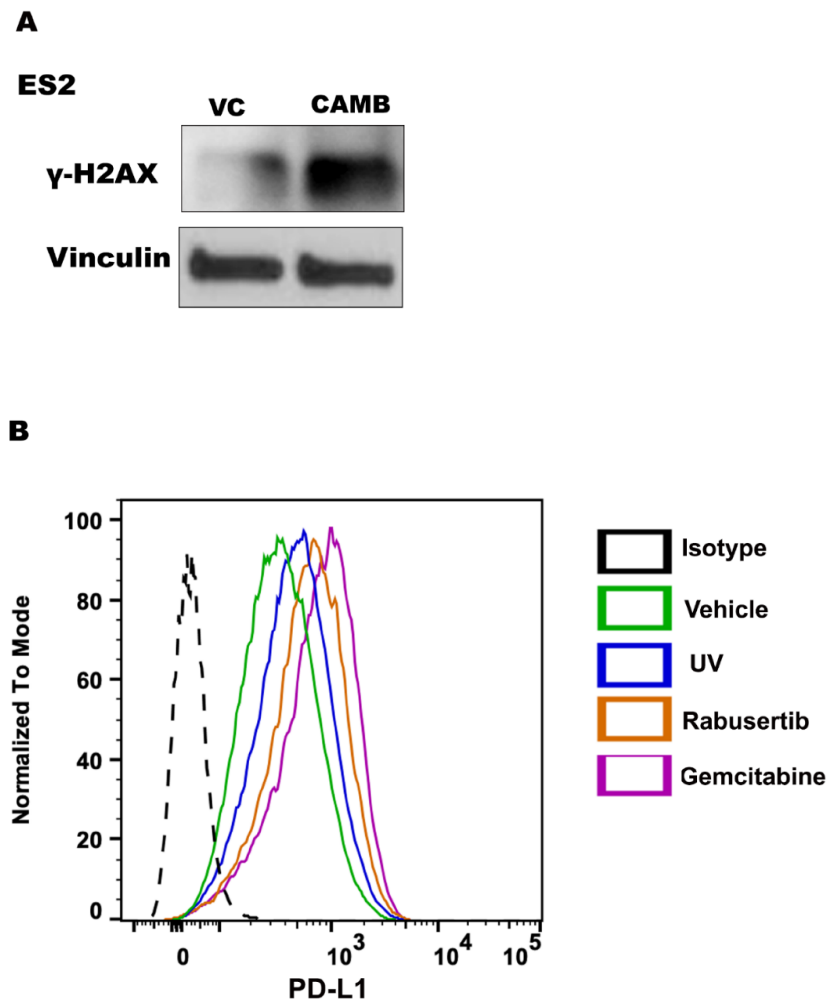 A
ES2
VC CAMB
γ-H2AX
Vinculin
B
Normalized To Mode
100
80
60
40
20
0
0 10³ 10⁴ 10⁵
PD-L1
Isotype
Vehicle
UV
Rabusertib
Gemcitabine